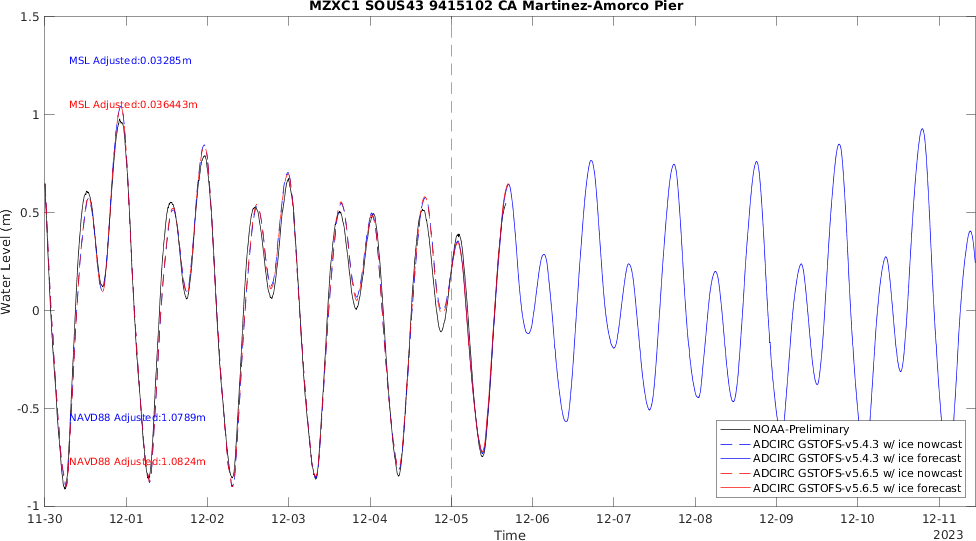 MZXC1 SOUS43 9415102 CA Martinez-Amorco Pier
1.5
1
0.5
0
-0.5
-1
Water Level (m)
MSL Adjusted:0.03285m
MSL Adjusted:0.036443m
NAVD88 Adjusted:1.0789m
NAVD88 Adjusted:1.0824m
NOAA-Preliminary
ADCIRC GSTOFS-v5.4.3 w/ ice nowcast
ADCIRC GSTOFS-v5.4.3 w/ ice forecast
ADCIRC GSTOFS-v5.6.5 w/ ice nowcast
ADCIRC GSTOFS-v5.6.5 w/ ice forecast
11-30 12-01 12-02 12-03 12-04 12-05 12-06 12-07 12-08 12-09 12-10 12-11
Time
2023